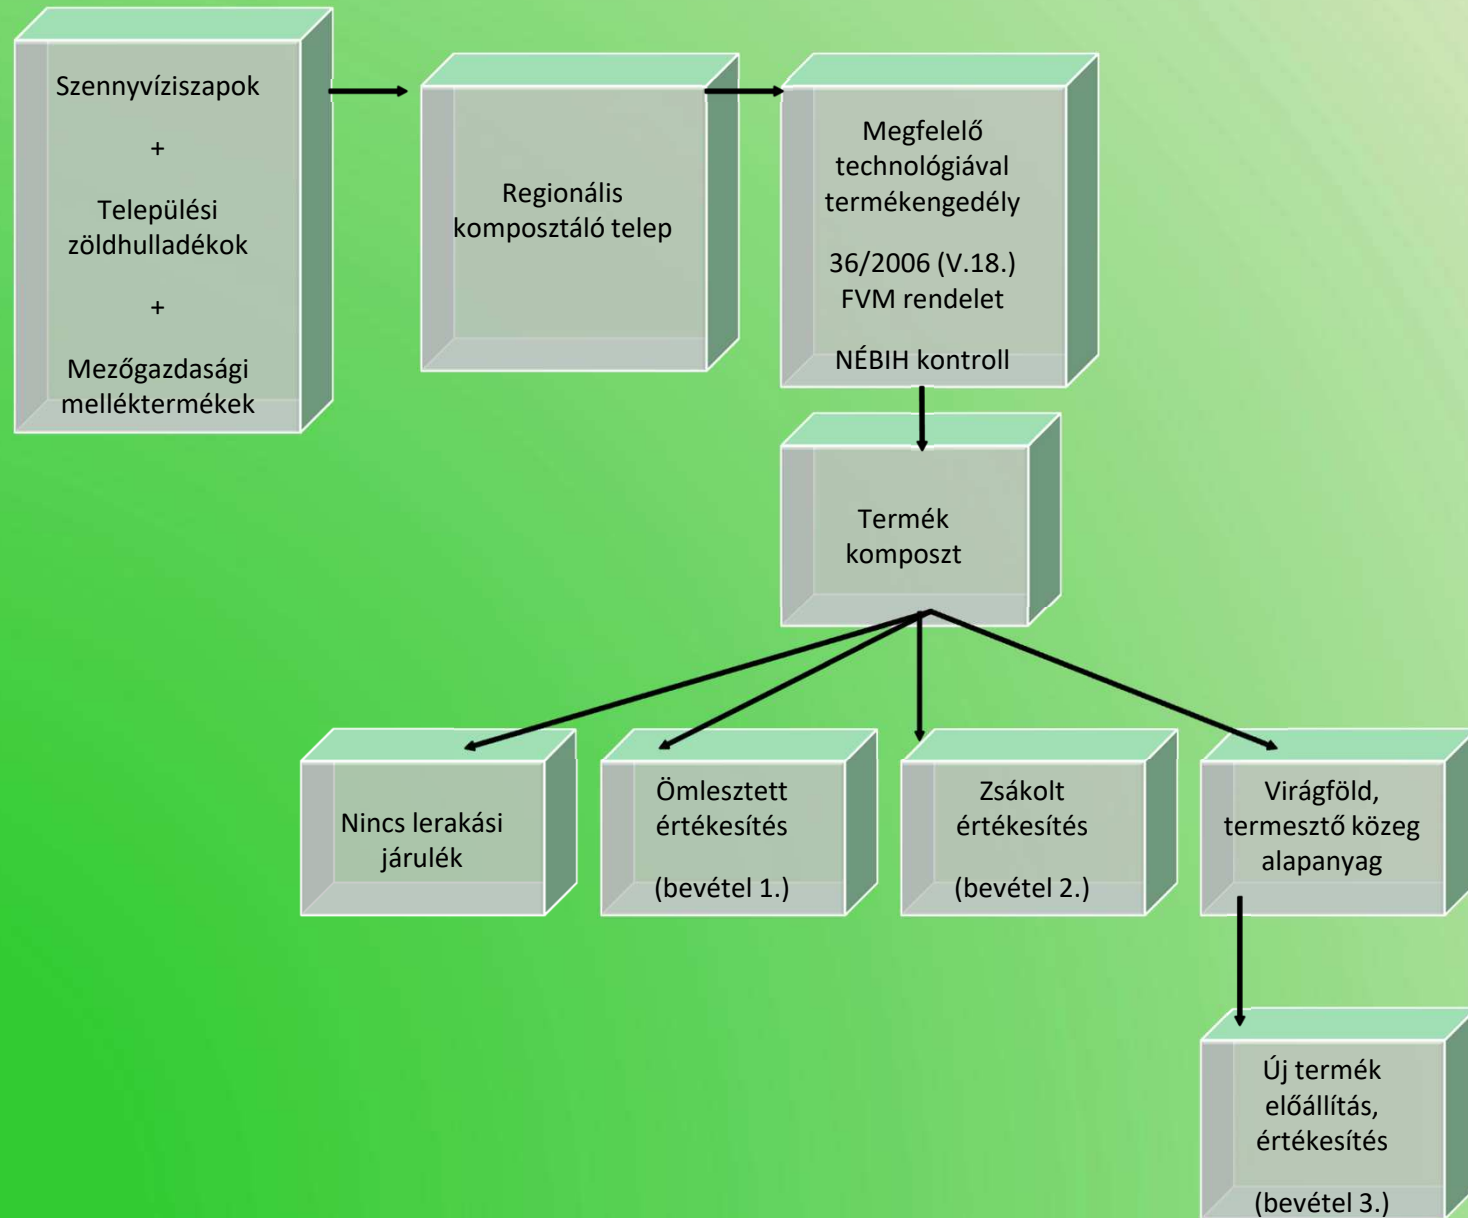 Szennyvíziszapok
+
Települési
zöldhulladékok
+
Mezőgazdasági
melléktermékek
Regionális
komposztáló telep
Megfelelő
technológiával
termékengedély
36/2006 (V.18.)
FVM rendelet
NÉBIH kontroll
Termék
komposzt
Nincs lerakási
járulék
Ömlesztett
értékesítés
(bevétel 1.)
Zsákolt
értékesítés
(bevétel 2.)
Virágföld,
termesztő közeg
alapanyag
Új termék
előállítás,
értékesítés
(bevétel 3.)